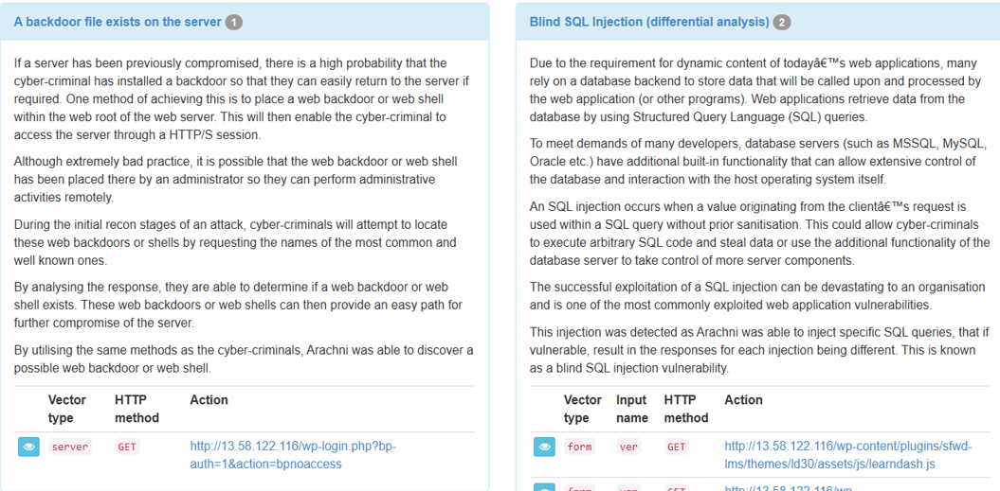 A backdoor file exists on the server 1
If a server has been previously compromised, there is a high probability that the
cyber-criminal has installed a backdoor so that they can easily return to the server if
required. One method of achieving this is to place a web backdoor or web shell
within the web root of the web server. This will then enable the cyber-criminal to
access the server through a HTTP/S session.
Although extremely bad practice, it is possible that the web backdoor or web shell
has been placed there by an administrator so they can perform administrative
activities remotely.
During the initial recon stages of an attack, cyber-criminals will attempt to locate
these web backdoors or shells by requesting the names of the most common and
well known ones.
By analysing the response, they are able to determine if a web backdoor or web
shell exists. These web backdoors or web shells can then provide an easy path for
further compromise of the server.
By utilising the same methods as the cyber-criminals, Arachni was able to discover a
possible web backdoor or web shell.
Vector HTTP Action
type method
server GET http://13.58.122.116/wp-login.php?bp-
auth=1&action=bpnoaccess
Blind SQL Injection (differential analysis) 2
Due to the requirement for dynamic content of todayâ€™s web applications, many
rely on a database backend to store data that will be called upon and processed by
the web application (or other programs). Web applications retrieve data from the
database by using Structured Query Language (SQL) queries.
To meet demands of many developers, database servers (such as MSSQL, MySQL,
Oracle etc.) have additional built-in functionality that can allow extensive control of
the database and interaction with the host operating system itself.
An SQL injection occurs when a value originating from the clientâ€™s request is
used within a SQL query without prior sanitisation. This could allow cyber-criminals
to execute arbitrary SQL code and steal data or use the additional functionality of the
database server to take control of more server components.
The successful exploitation of a SQL injection can be devastating to an organisation
and is one of the most commonly exploited web application vulnerabilities.
This injection was detected as Arachni was able to inject specific SQL queries, that if
vulnerable, result in the responses for each injection being different. This is known
as a blind SQL injection vulnerability.
Vector Input HTTP Action
type name method
form ver GET http://13.58.122.116/wp-content/plugins/sfwd-
lms/themes/ld30/assets/js/learndash.js
form ver GET http://13.58.122.116/wp-